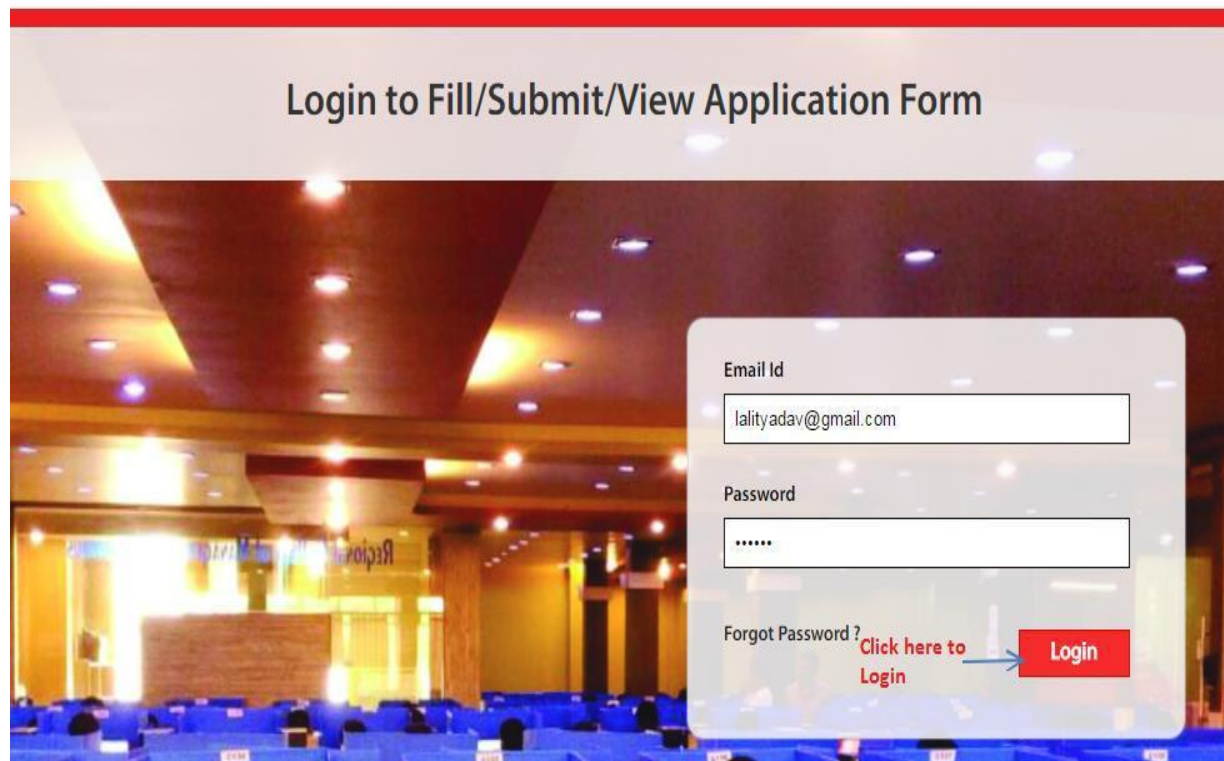 Login to Fill/Submit/View Application Form
Email Id
lalityadav@gmail.com
Password
••••••
Forgot Password ?
Click here to
Login
Login